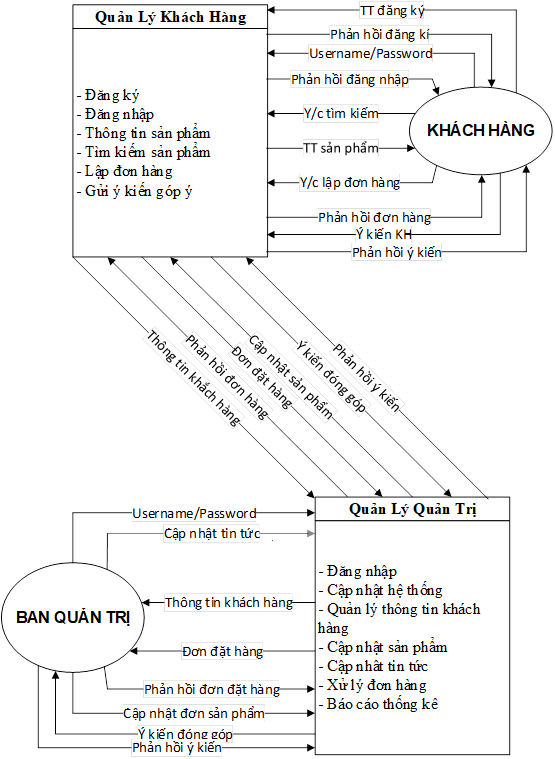 Quản Lý Khách Hàng
- Đăng ký
- Đăng nhập
- Thông tin sản phẩm
- Tìm kiếm sản phẩm
- Lập đơn hàng
- Gửi ý kiến góp ý
TT đăng ký
Phản hồi đăng kí
Username/Password
Phản hồi đăng nhập
Y/c tìm kiếm
TT sản phẩm
Y/c lập đơn hàng
Phản hồi đơn hàng
Ý kiến KH
Phản hồi ý kiến
KHÁCH HÀNG
Thông tin khắch hàng
Phản hồi đơn hàng
Đơn đặt hàng
Cập nhật sản phẩm
Ý kiến đóng góp
Phản hồi ý kiến
Quản Lý Quản Trị
- Đăng nhập
- Cập nhật hệ thống
- Quản lý thông tin khách
hàng
- Cập nhật sản phẩm
- Cập nhât tin tức
- Xử lý đơn hàng
- Báo cáo thống kê
Username/Password
Cập nhật tin tức
Thông tin khách hàng
Đơn đặt hàng
Phản hồi đơn đặt hàng
Cập nhật đơn sản phẩm
Ý kiến đóng góp
Phản hồi ý kiến
BAN QUẢN TRỊ